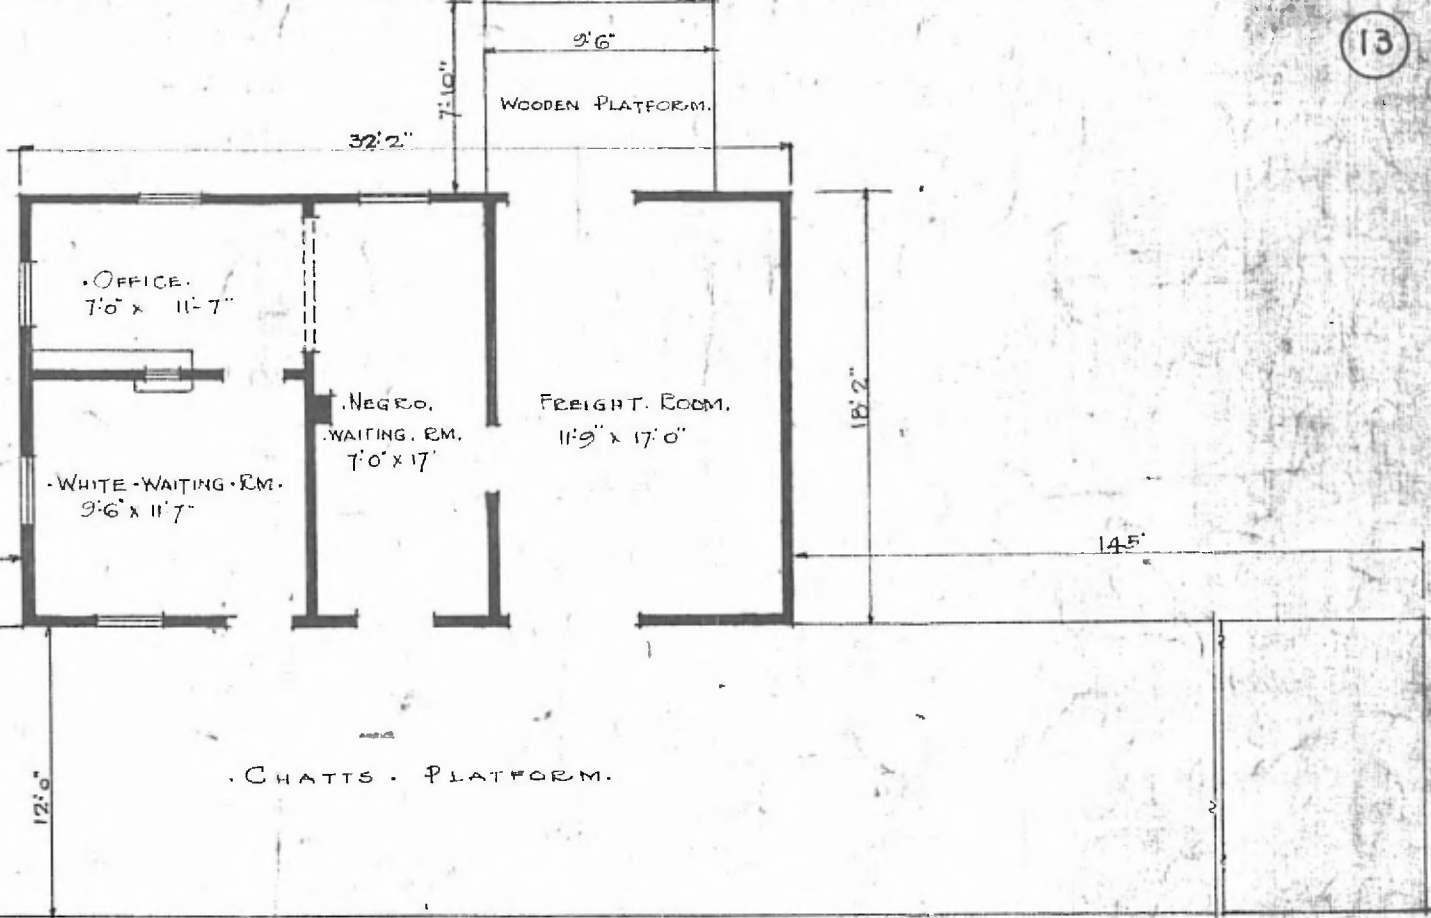 13
9'6"
7'-10"
WOODEN PLATFORM.
32'2"
.OFFICE.
7'0" x 11'-7"
.NEGRO.
.WAITING. RM.
7'0" x 17'
FREIGHT. ROOM.
11'9" x 17'0"
18'2"
.WHITE-WAITING.RM.
9'6" x 11'7"
145'
.CHATTS. PLATFORM.
12'0"